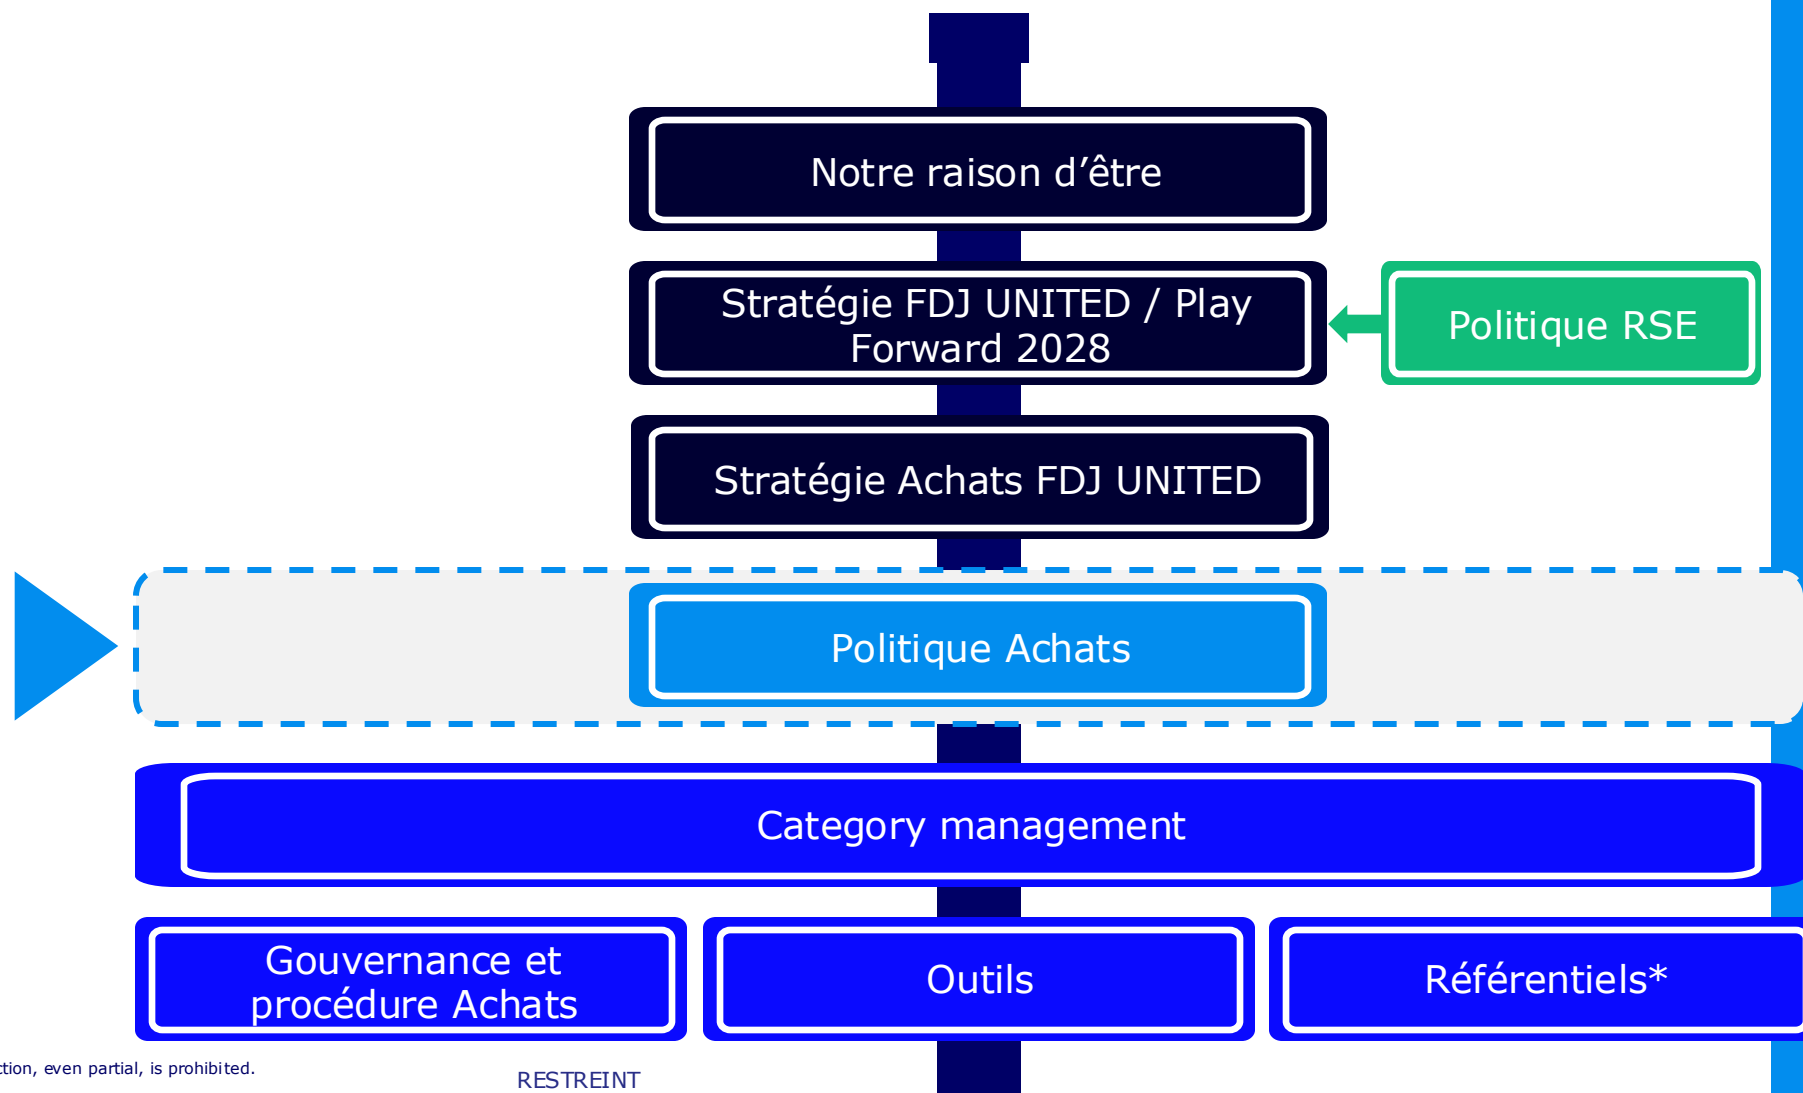 Notre raison d’être
Stratégie FDJ UNITED / Play
Forward 2028
Politique RSE
Stratégie Achats FDJ UNITED
Politique Achats
Category management
Gouvernance et
procédure Achats
Outils
Référentiels*
even partial, is prohibited.
RESTREINT